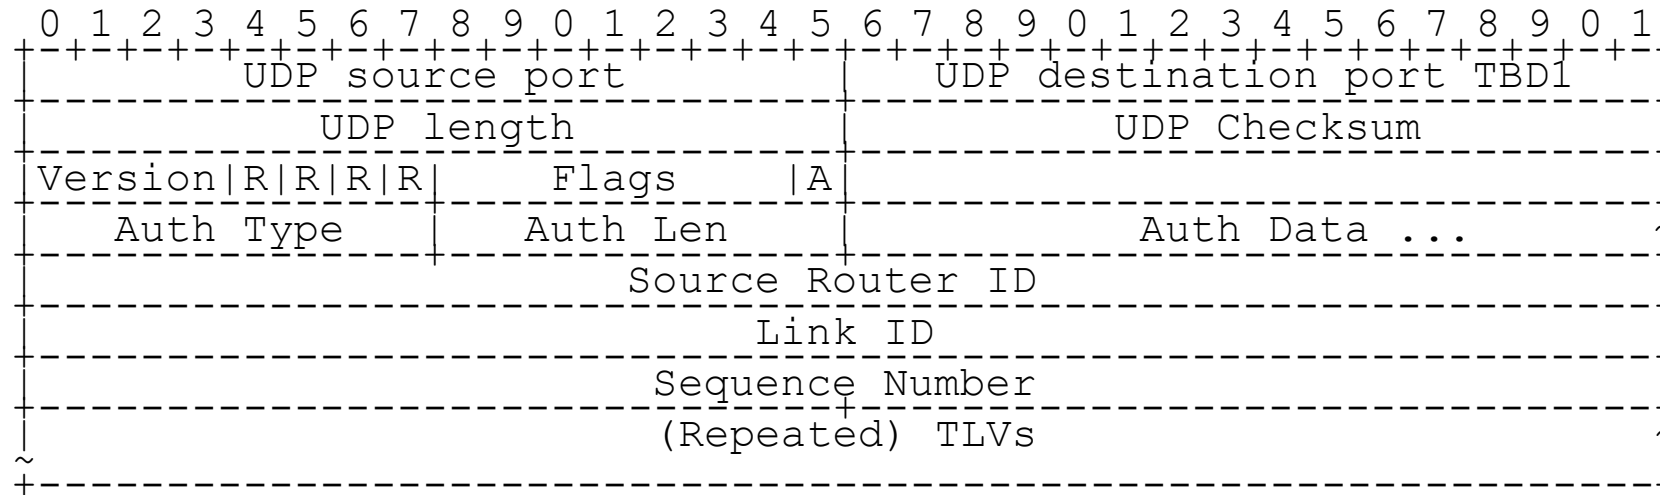 0 1 2 3 4 5 6 7 8 9 0 1 2 3 4 5 6 7 8 9 0 1 2 3 4 5 6 7 8 9 0 1
UDP source port | UDP destination port TBD1
UDP length | UDP Checksum
Version|R|R|R|R| Flags |A|
Auth Type | Auth Len | Auth Data ... ~
Source Router ID
Link ID
Sequence Number
(Repeated) TLVs ~
~